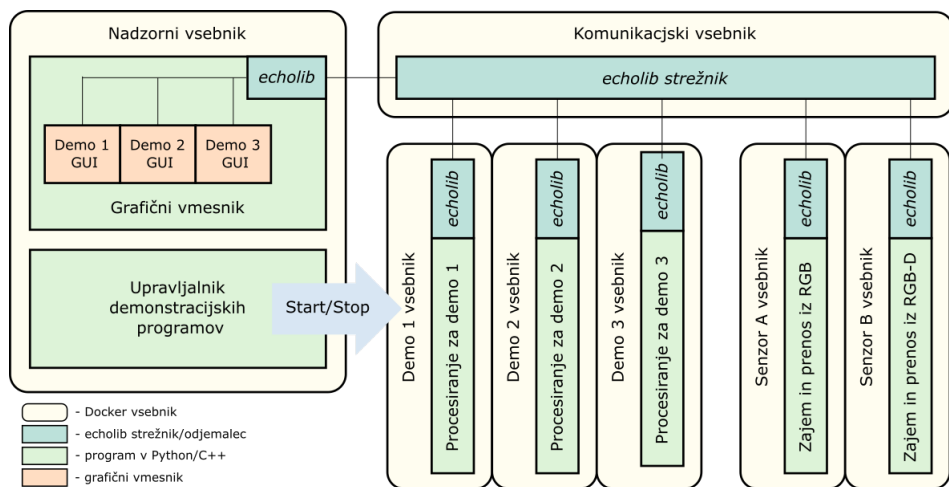 Nadzorni vsebnik
echolib
Demo 1
GUI
Demo 2
GUI
Demo 3
GUI
Grafični vmesnik
Upravljalnik
demonstracijskih
programov
Start/Stop
Komunikacjski vsebnik
echolib strežnik
Demo 1 vsebnik
echolib
Procesiranje za demo 1
Demo 2 vsebnik
echolib
Procesiranje za demo 2
Demo 3 vsebnik
echolib
Procesiranje za demo 3
Senzor A vsebnik
echolib
Zajem in prenos iz RGB
Senzor B vsebnik
echolib
Zajem in prenos iz RGB-D
- Docker vsebnik
- echolib strežnik/odjemalec
- program v Python/C++
- grafični vmesnik